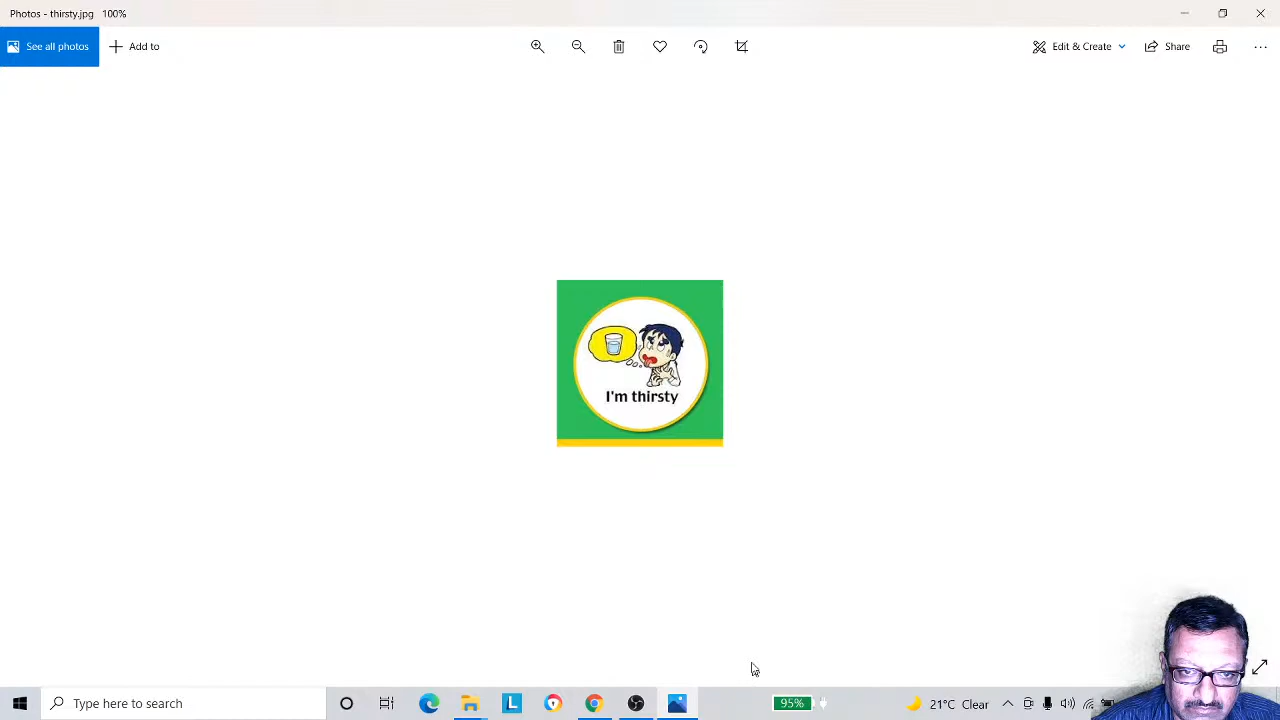 Photos - thirsty.jpg 100%
See all photos
Add to
Edit & Create
Share
I'm thirsty
Type here to search
L
95%
21°C Clear